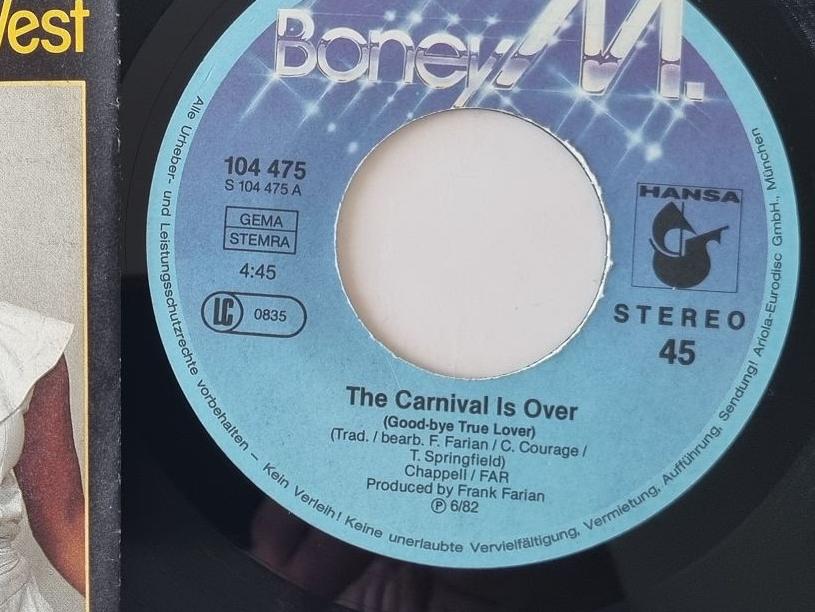 Boney M.
104 475
S 104 475 A
GEMA
STEMRA
4:45
LC 0835
HANSA
STEREO
45
The Carnival Is Over
(Good-bye True Lover)
(Trad. / bearb. F. Farian / C. Courage /
T. Springfield)
Chappell / FAR
Produced by Frank Farian
Ⓟ 6/82
Alle Urheber- und Leistungsschutzrechte vorbehalten – Kein Verleih! Keine unerlaubte Vervielfältigung, Vermietung, Aufführung, Sendung! Ariola-Eurodisc GmbH., München